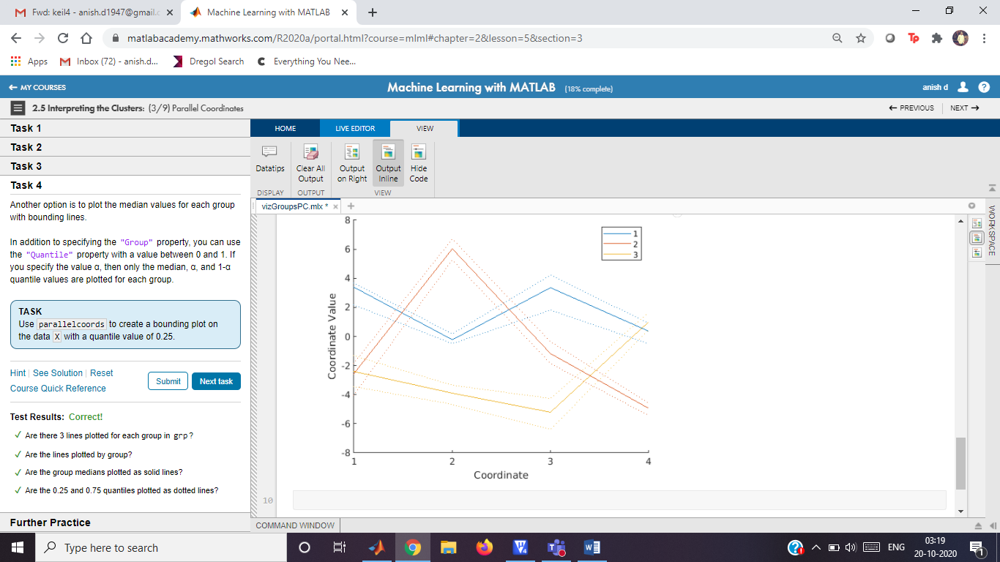 Fwd: keil4 - anish.d1947@gmail.c
Machine Learning with MATLAB
matlabacademy.mathworks.com/R2020a/portal.html?course=mlml#chapter=2&lesson=5&section=3
Tp
Apps
Inbox (72) - anish.d...
Dregol Search
Everything You Nee...
MY COURSES
Machine Learning with MATLAB (18% complete)
anish d
2.5 Interpreting the Clusters: (3/9) Parallel Coordinates
PREVIOUS
NEXT
Task 1
Task 2
Task 3
Task 4
Another option is to plot the median values for each group
with bounding lines.
In addition to specifying the "Group" property, you can use
the "Quantile" property with a value between 0 and 1. If
you specify the value α, then only the median, α, and 1-α
quantile values are plotted for each group.
TASK
Use parallelcoords to create a bounding plot on
the data X with a quantile value of 0.25.
Hint | See Solution | Reset
Course Quick Reference
Submit
Next task
Test Results: Correct!
Are there 3 lines plotted for each group in grp?
Are the lines plotted by group?
Are the group medians plotted as solid lines?
Are the 0.25 and 0.75 quantiles plotted as dotted lines?
Further Practice
HOME
LIVE EDITOR
VIEW
Datatips
Clear All
Output
Output
on Right
Output
Inline
Hide
Code
DISPLAY
OUTPUT
VIEW
vizGroupsPC.mlx *
WORKSPACE
8
6
4
2
0
-2
-4
-6
-8
Coordinate Value
1
2
3
1
2
3
4
Coordinate
10
COMMAND WINDOW
Type here to search
ENG
03:19
20-10-2020
1